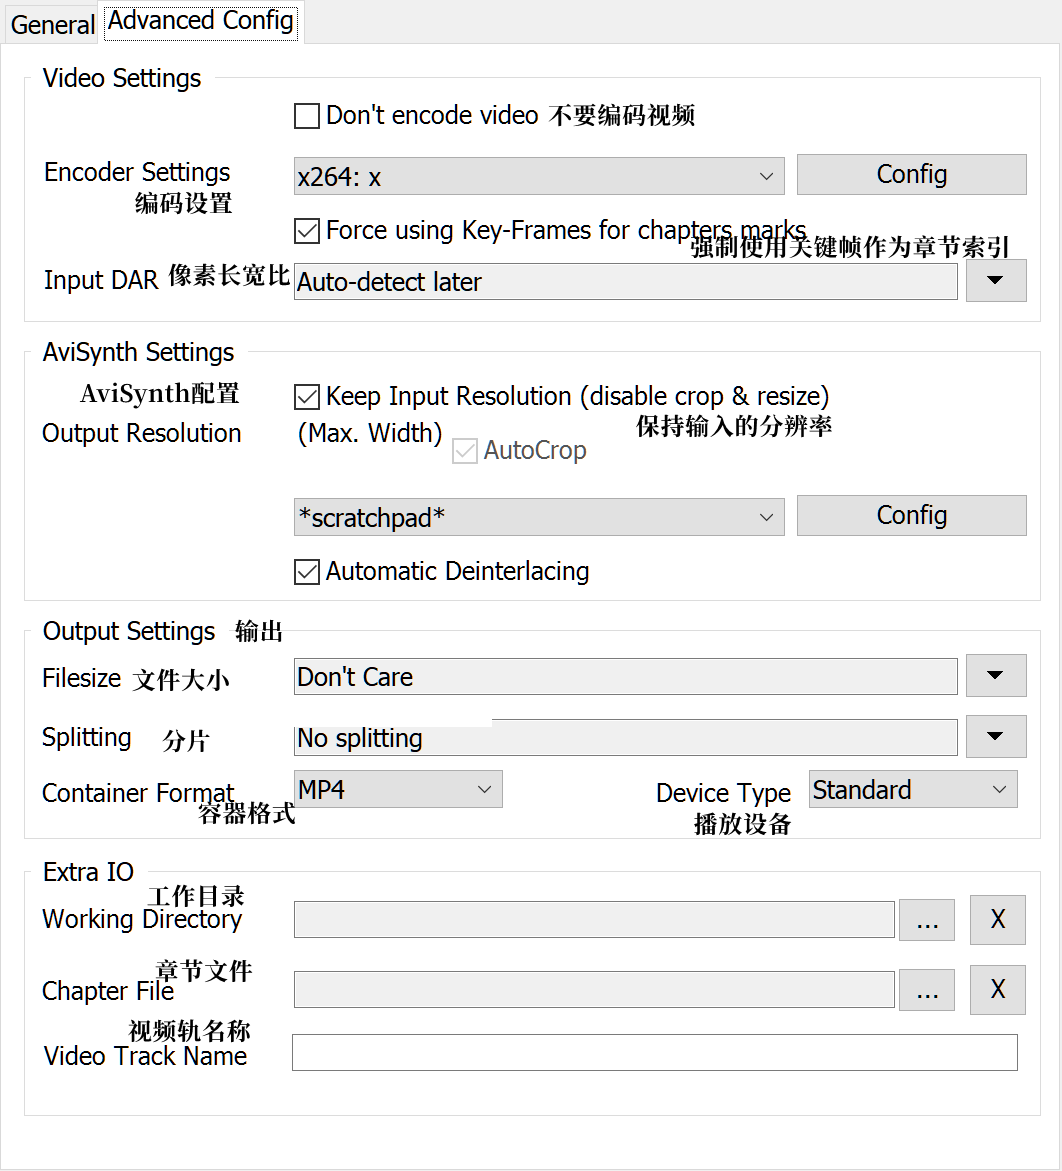 General Advanced Config
Video Settings
Don't encode video 不要编码视频
Encoder Settings x264: x Config
编码设置
Force using Key-Frames for chapters marks
强制使用关键帧作为章节索引
Input DAR 像素长宽比 Auto-detect later
AviSynth Settings
AviSynth配置 Keep Input Resolution (disable crop & resize)
保持输入的分辨率
Output Resolution (Max. Width)
AutoCrop
*scratchpad* Config
Automatic Deinterlacing
Output Settings 输出
Filesize 文件大小 Don't Care
Splitting 分片 No splitting
Container Format MP4 Device Type Standard
容器格式 播放设备
Extra IO
工作目录
Working Directory ... X
章节文件
Chapter File ... X
视频轨名称
Video Track Name